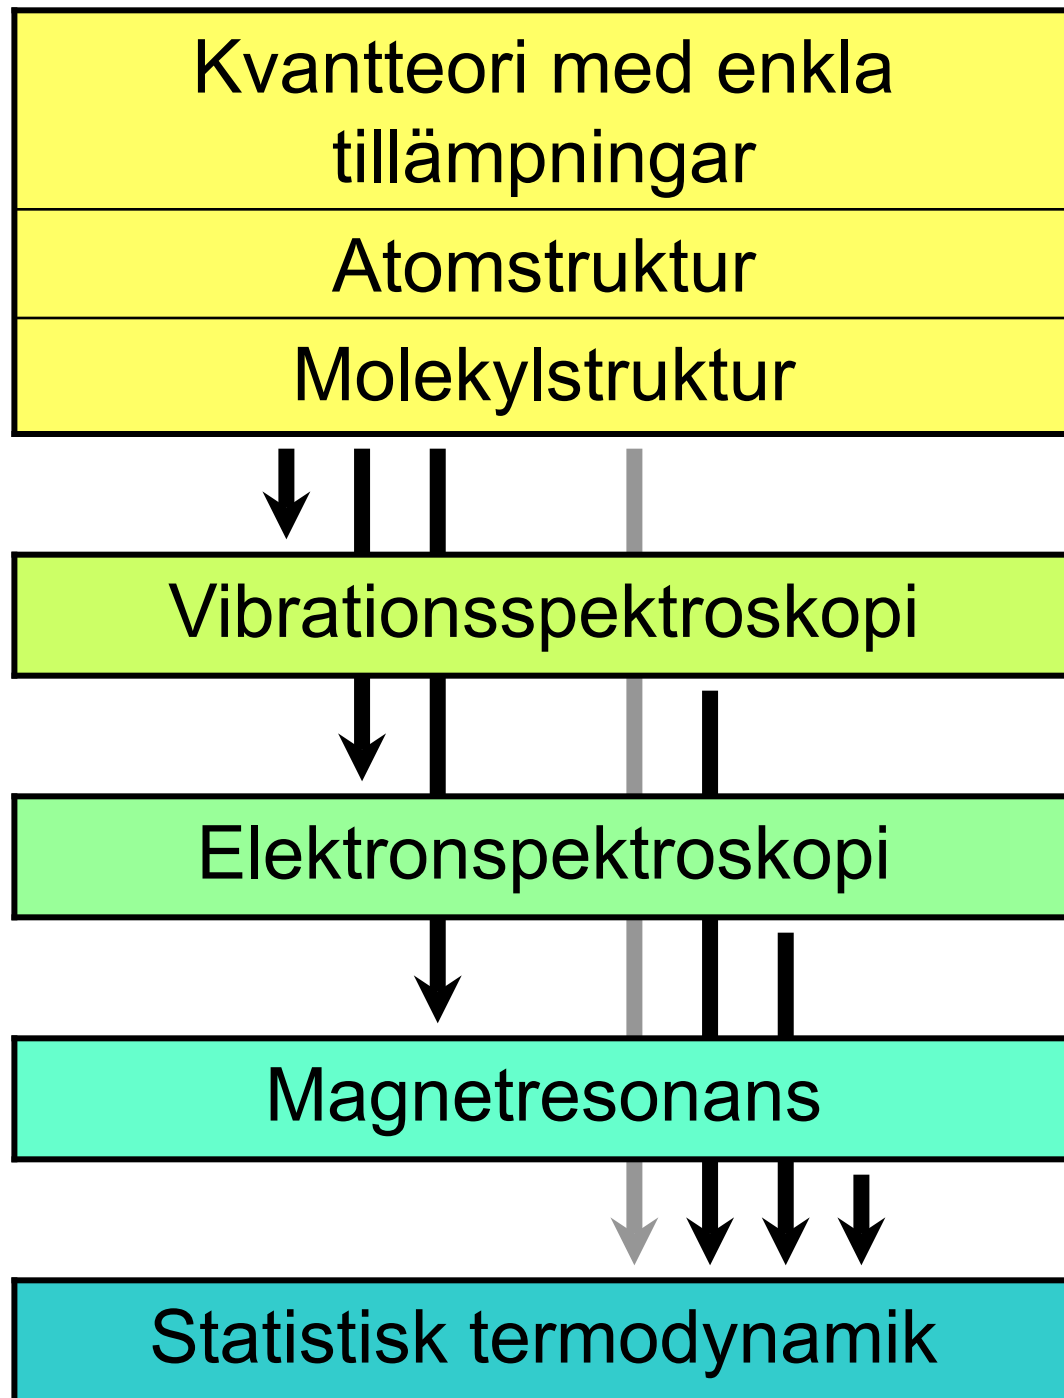 Kvantteori med enkla
tillämpningar
Atomstruktur
Molekylstruktur
Vibrationsspektroskopi
Elektronspektroskopi
Magnetresonans
Statistisk termodynamik